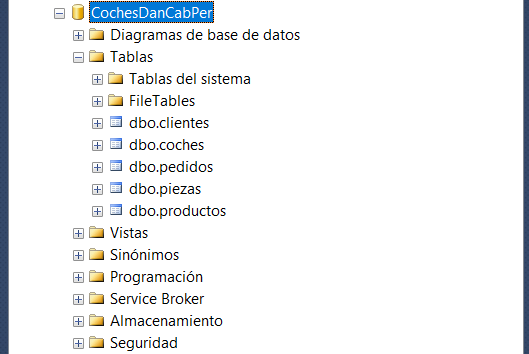 CochesDanCabPer
Diagramas de base de datos
Tablas
Tablas del sistema
FileTables
dbo.clientes
dbo.coches
dbo.pedidos
dbo.piezas
dbo.productos
Vistas
Sinónimos
Programación
Service Broker
Almacenamiento
Seguridad